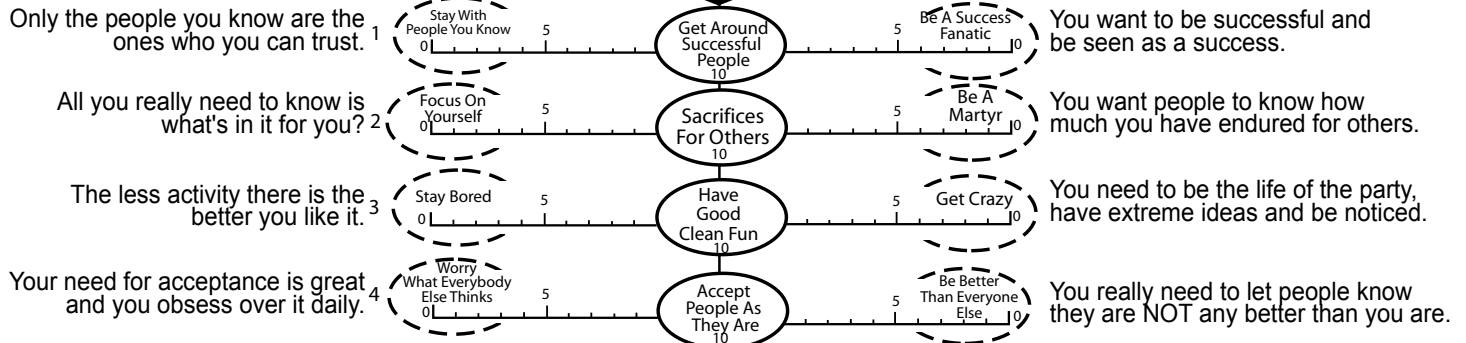 Only the people you know are the
ones who you can trust.
1
Stay With
People You Know
0
5
Get Around
Successful
People
10
5
Be A Success
Fanatic
0
You want to be successful and
be seen as a success.
All you really need to know is
what's in it for you?
2
Focus On
Yourself
0
5
Sacrifices
For Others
10
5
Be A
Martyr
0
You want people to know how
much you have endured for others.
The less activity there is the
better you like it.
3
Stay Bored
0
5
Have
Good
Clean Fun
10
5
Get Crazy
0
You need to be the life of the party,
have extreme ideas and be noticed.
Your need for acceptance is great
and you obsess over it daily.
4
Worry
What Everybody
Else Thinks
0
5
Accept
People As
They Are
10
5
Be Better
Than Everyone
Else
0
You really need to let people know
they are NOT any better than you are.